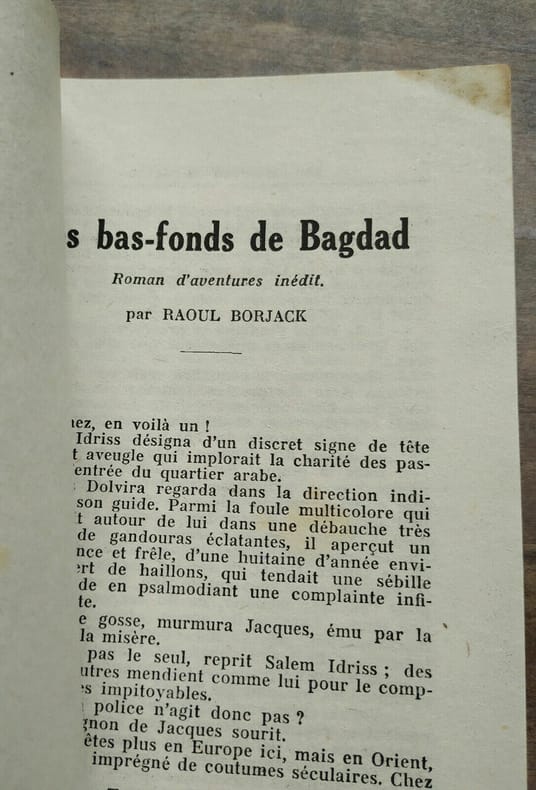 s bas-fonds de Bagdad
Roman d'aventures inédit.
par RAOUL BORJACK
nez, en voilà un !
Idriss désigna d'un discret signe de tête
t aveugle qui implorait la charité des pas-
entrée du quartier arabe.
Dolvira regarda dans la direction indi-
son guide. Parmi la foule multicolore qui
t autour de lui dans une débauche très
de gandouras éclatantes, il aperçut un
nce et frêle, d'une huitaine d'année envi-
ert de haillons, qui tendait une sébille
de en psalmodiant une complainte infi-
te.
e gosse, murmura Jacques, ému par la
la misère.
pas le seul, reprit Salem Idriss ; des
utres mendient comme lui pour le comp-
s impitoyables.
police n'agit donc pas ?
gnon de Jacques sourit.
êtes plus en Europe ici, mais en Orient,
imprégné de coutumes séculaires. Chez